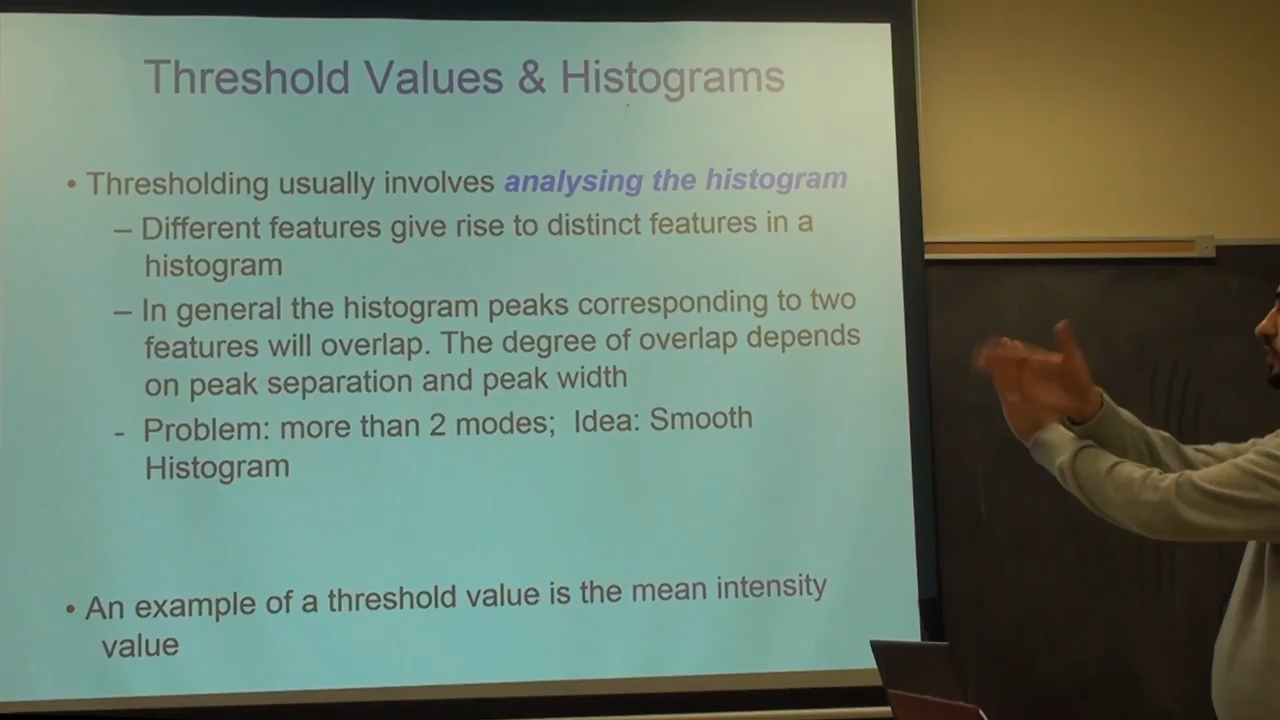 Threshold Values & Histograms
• Thresholding usually involves analysing the histogram
– Different features give rise to distinct features in a
histogram
– In general the histogram peaks corresponding to two
features will overlap. The degree of overlap depends
on peak separation and peak width
- Problem: more than 2 modes; Idea: Smooth
Histogram
• An example of a threshold value is the mean intensity
value